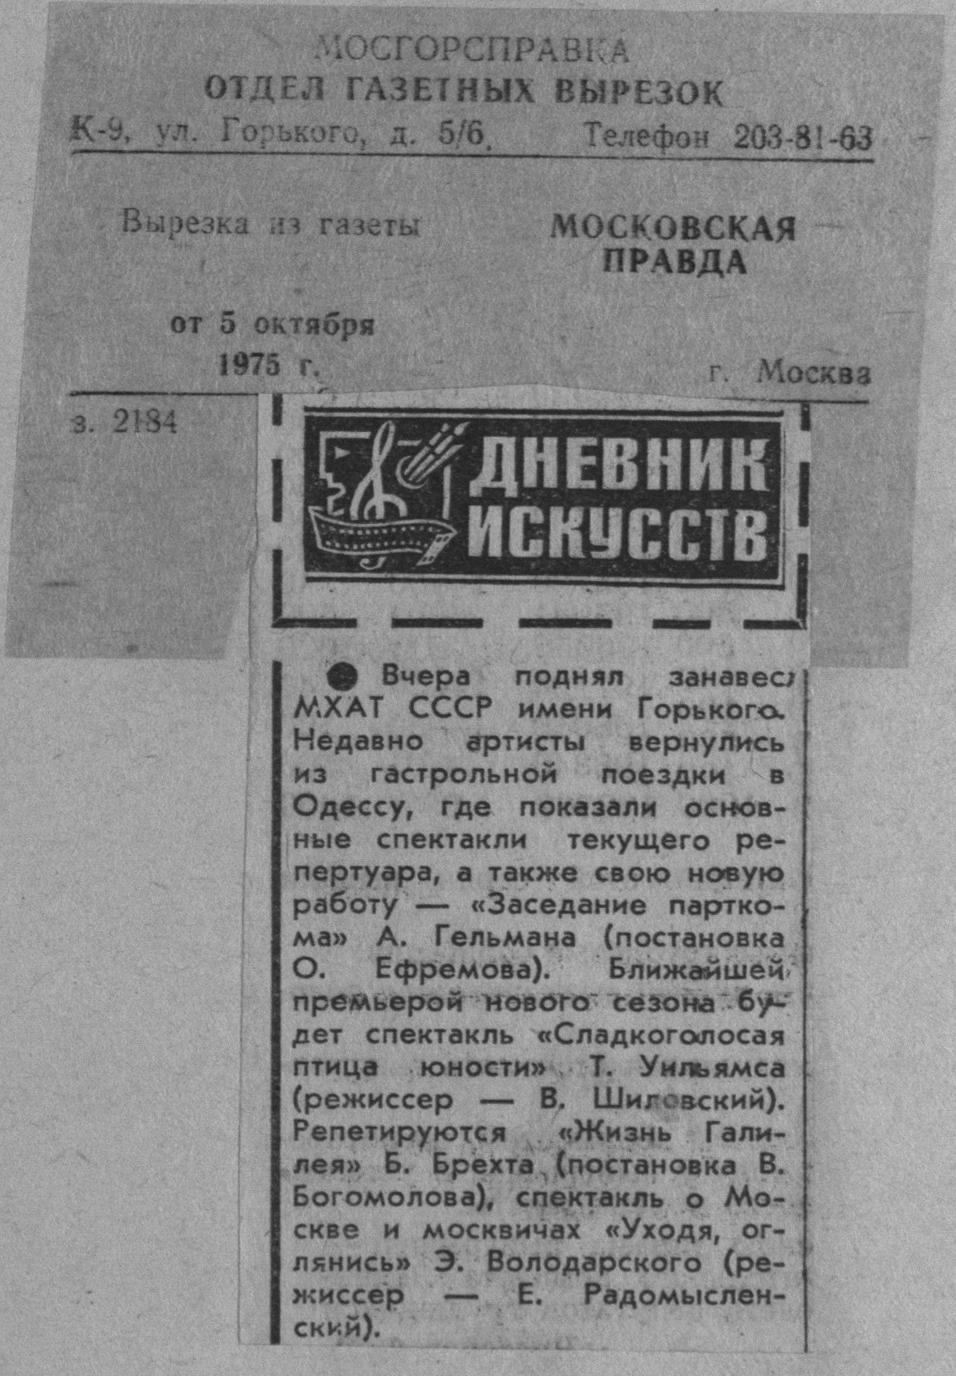 МОСГОРСПРАВКА
ОТДЕЛ ГАЗЕТНЫХ ВЫРЕЗОК
К-9, ул. Горького, д. 5/6. Телефон 203-81-63
Вырезка из газеты
МОСКОВСКАЯ
ПРАВДА
от 5 октября
1975 г.
г. Москва
з. 2184
ДНЕВНИК
ИСКУССТВ
● Вчера поднял занавес
МХАТ СССР имени Горького.
Недавно артисты вернулись
из гастрольной поездки в
Одессу, где показали основ-
ные спектакли текущего ре-
пертуара, а также свою новую
работу — «Заседание партко-
ма» А. Гельмана (постановка
О. Ефремова). Ближайшей
премьерой нового сезона бу-
дет спектакль «Сладкоголосая
птица юности» Т. Уильямса
(режиссер — В. Шиловский).
Репетируются «Жизнь Гали-
лея» Б. Брехта (постановка В.
Богомолова), спектакль о Мо-
скве и москвичах «Уходя, ог-
лянись» Э. Володарского (ре-
жиссер — Е. Радомыслен-
ский).